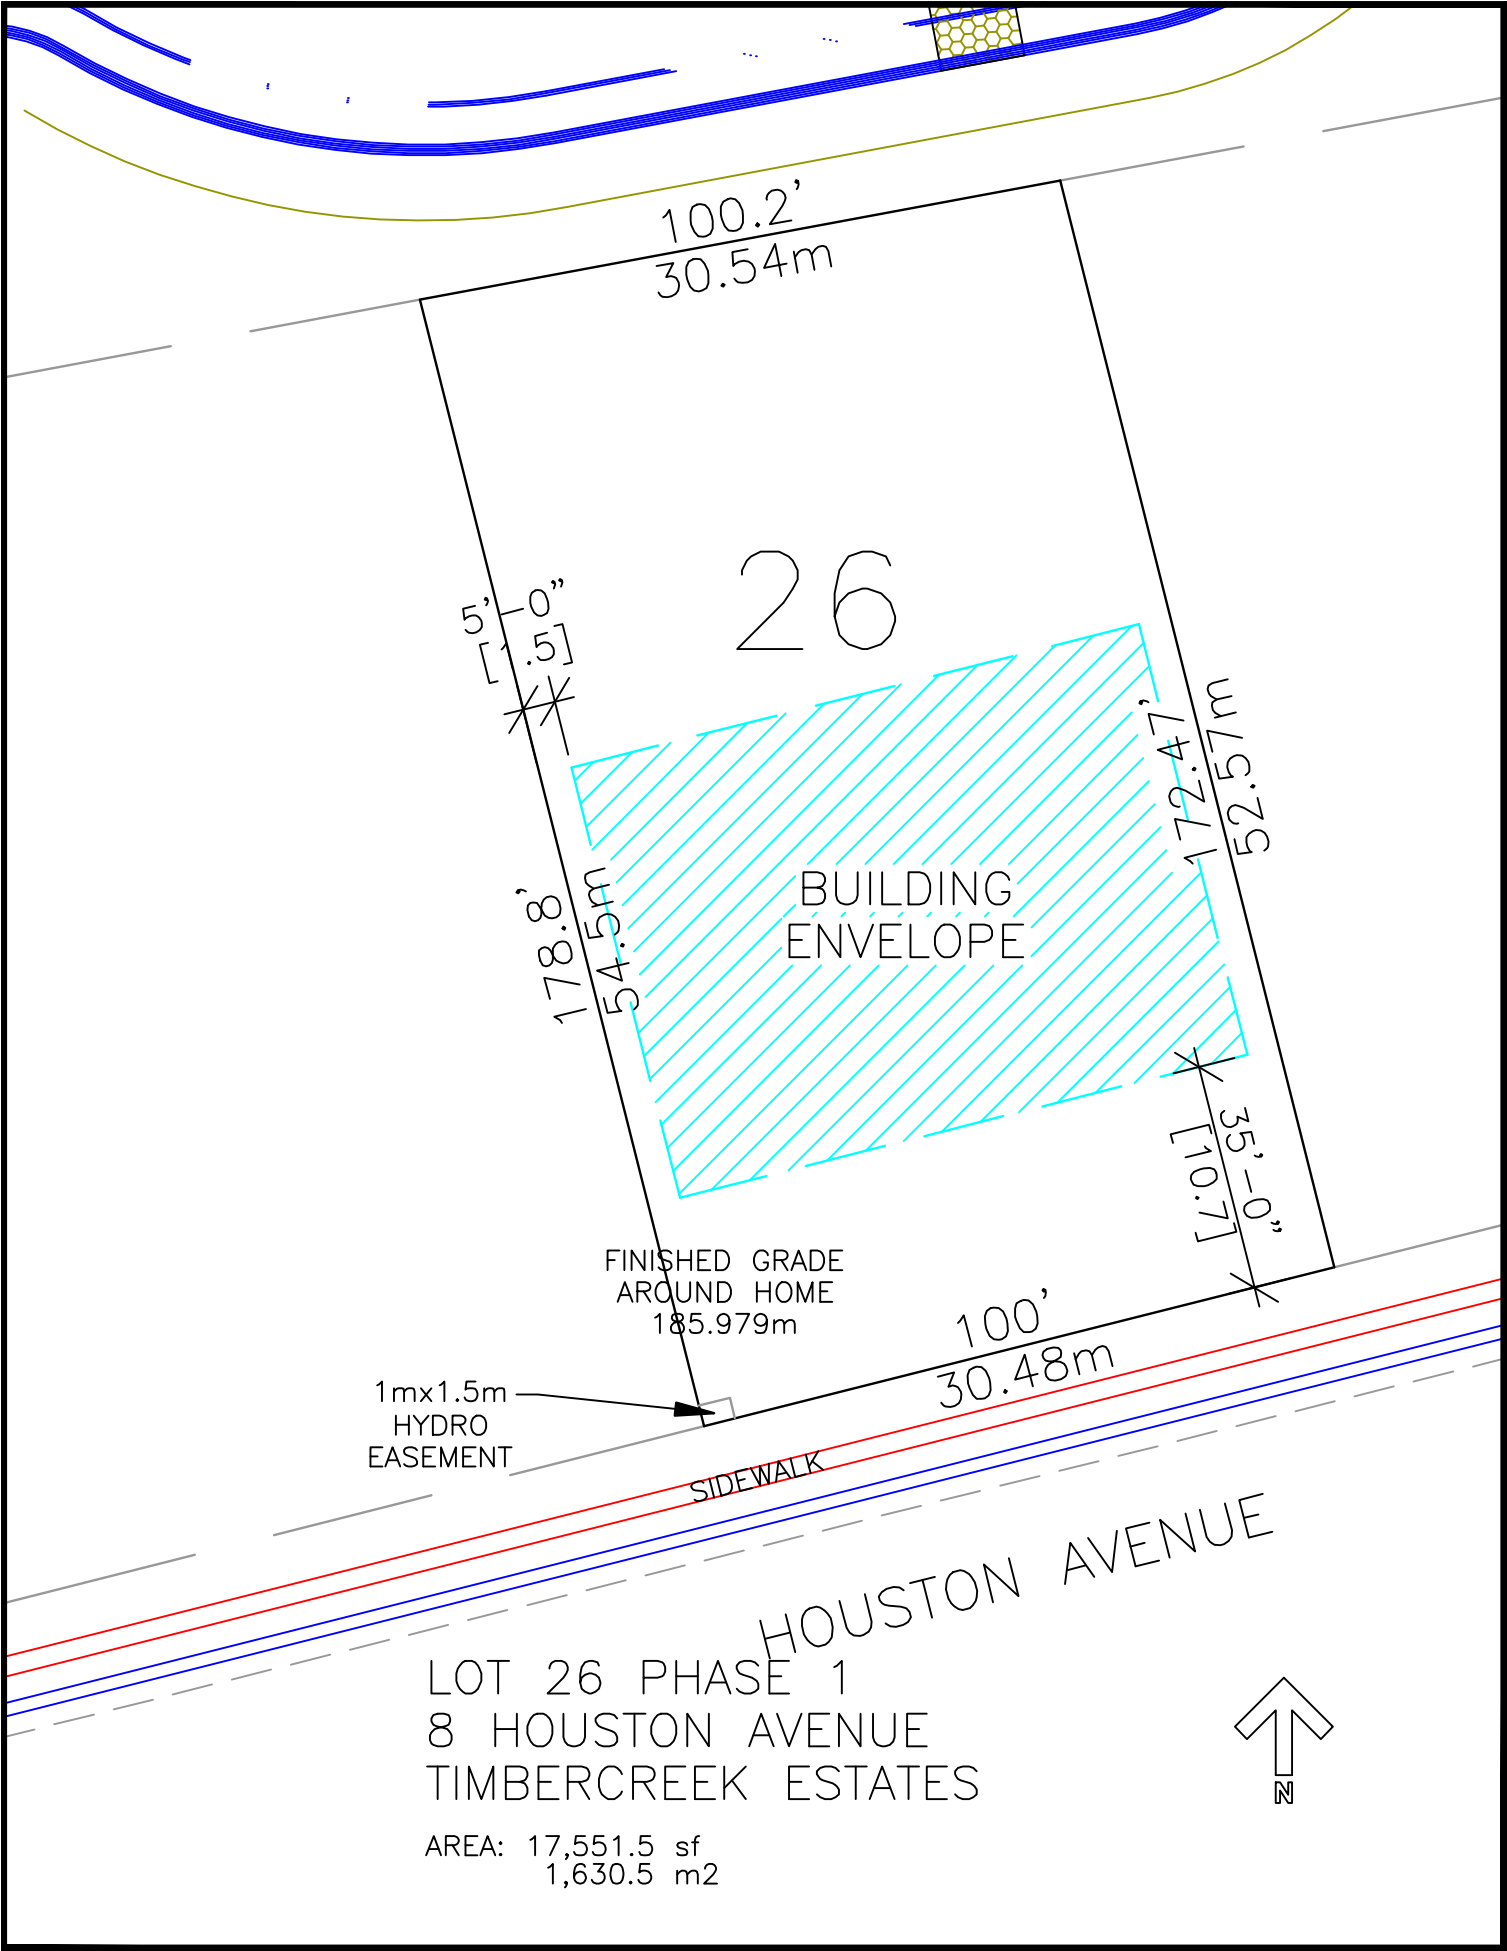 100.2'
30.54m
26
5'-0"
[1.5]
172.47'
52.57m
178.8'
54.5m
BUILDING
ENVELOPE
35'-0"
[10.7]
FINISHED GRADE
AROUND HOME
185.979m
100'
30.48m
1mx1.5m
HYDRO
EASEMENT
SIDEWALK
HOUSTON AVENUE
LOT 26 PHASE 1
8 HOUSTON AVENUE
TIMBERCREEK ESTATES
N
AREA: 17,551.5 sf
1,630.5 m2